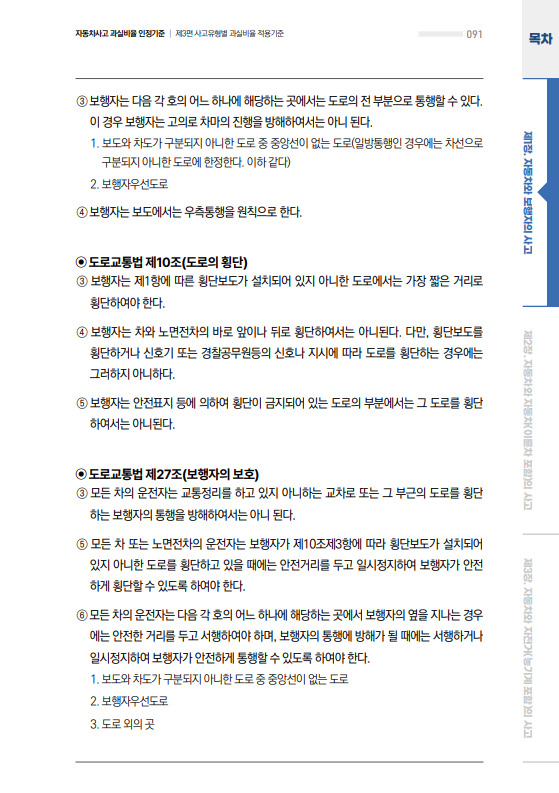 자동차사고 과실비율 인정기준 | 제3편 사고유형별 과실비율 적용기준
091
목차
③ 보행자는 다음 각 호의 어느 하나에 해당하는 곳에서는 도로의 전 부분으로 통행할 수 있다.
이 경우 보행자는 고의로 차마의 진행을 방해하여서는 아니 된다.
1. 보도와 차도가 구분되지 아니한 도로 중 중앙선이 없는 도로(일방통행인 경우에는 차선으로
구분되지 아니한 도로에 한정한다. 이하 같다)
2. 보행자우선도로
④ 보행자는 보도에서는 우측통행을 원칙으로 한다.
◉ 도로교통법 제10조(도로의 횡단)
③ 보행자는 제1항에 따른 횡단보도가 설치되어 있지 아니한 도로에서는 가장 짧은 거리로
횡단하여야 한다.
④ 보행자는 차와 노면전차의 바로 앞이나 뒤로 횡단하여서는 아니된다. 다만, 횡단보도를
횡단하거나 신호기 또는 경찰공무원등의 신호나 지시에 따라 도로를 횡단하는 경우에는
그러하지 아니하다.
⑤ 보행자는 안전표지 등에 의하여 횡단이 금지되어 있는 도로의 부분에서는 그 도로를 횡단
하여서는 아니된다.
◉ 도로교통법 제27조(보행자의 보호)
③ 모든 차의 운전자는 교통정리를 하고 있지 아니하는 교차로 또는 그 부근의 도로를 횡단
하는 보행자의 통행을 방해하여서는 아니 된다.
⑤ 모든 차 또는 노면전차의 운전자는 보행자가 제10조제3항에 따라 횡단보도가 설치되어
있지 아니한 도로를 횡단하고 있을 때에는 안전거리를 두고 일시정지하여 보행자가 안전
하게 횡단할 수 있도록 하여야 한다.
⑥ 모든 차의 운전자는 다음 각 호의 어느 하나에 해당하는 곳에서 보행자의 옆을 지나는 경우
에는 안전한 거리를 두고 서행하여야 하며, 보행자의 통행에 방해가 될 때에는 서행하거나
일시정지하여 보행자가 안전하게 통행할 수 있도록 하여야 한다.
1. 보도와 차도가 구분되지 아니한 도로 중 중앙선이 없는 도로
2. 보행자우선도로
3. 도로 외의 곳
제1장. 자동차와 보행자의 사고
제2장. 자동차와 자동차(이륜차 포함)의 사고
제3장. 자동차와 자전거(농기계 포함)의 사고